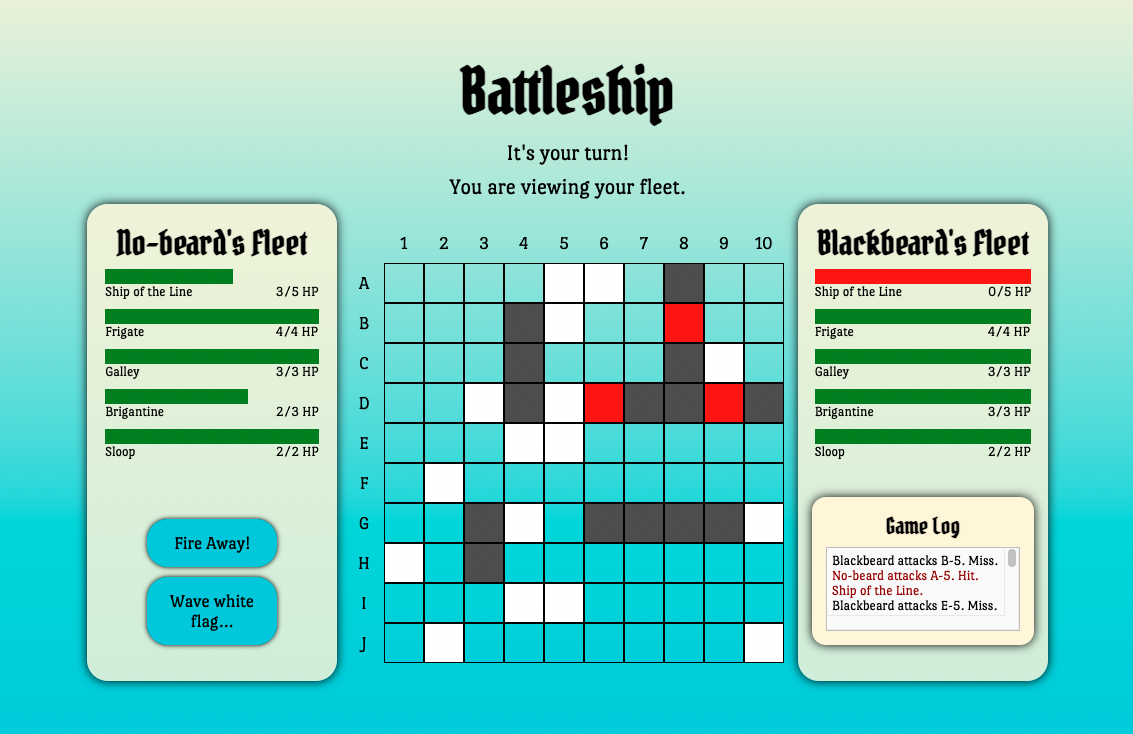 Battleship
It's your turn!
You are viewing your fleet.
No-beard's Fleet
Ship of the Line 3/5 HP
Frigate 4/4 HP
Galley 3/3 HP
Brigantine 2/3 HP
Sloop 2/2 HP
Fire Away!
Wave white
flag...
1 2 3 4 5 6 7 8 9 10
A
B
C
D
E
F
G
H
I
J
Blackbeard's Fleet
Ship of the Line 0/5 HP
Frigate 4/4 HP
Galley 3/3 HP
Brigantine 3/3 HP
Sloop 2/2 HP
Game Log
Blackbeard attacks B-5. Miss.
No-beard attacks A-5. Hit.
Ship of the Line.
Blackbeard attacks E-5. Miss.